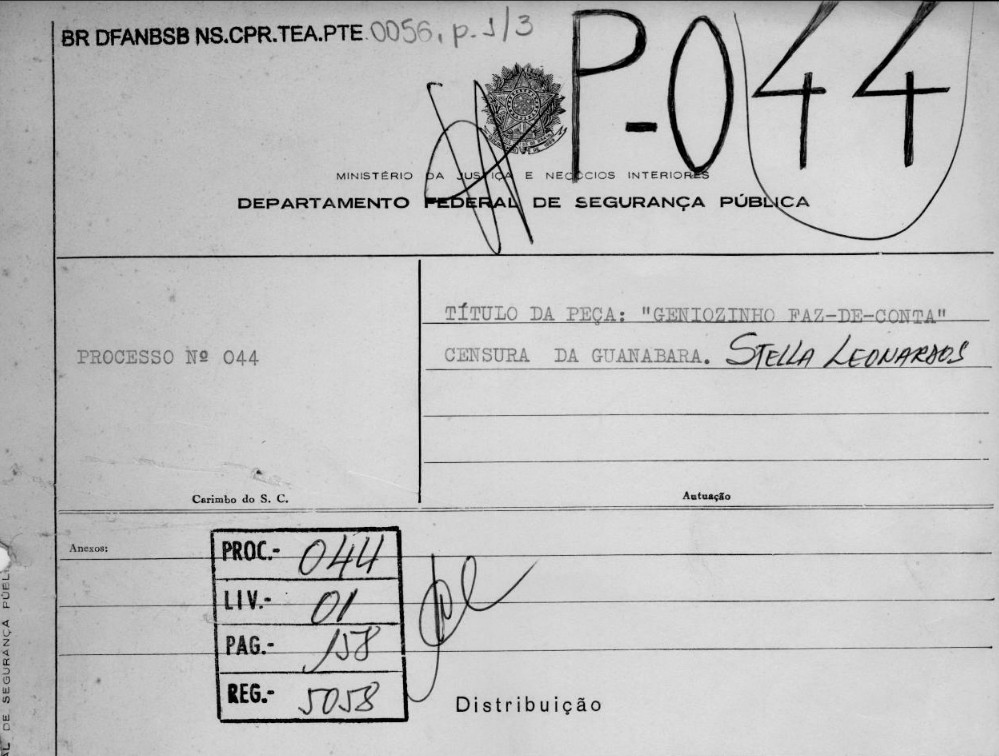 BR DFANBSB NS.CPR.TEA.PTE.0056, p. 1/3
P-044
MINISTÉRIO DA JUSTIÇA E NEGÓCIOS INTERIORES
DEPARTAMENTO FEDERAL DE SEGURANÇA PÚBLICA
PROCESSO Nº 044
Carimbo do S. C.
TÍTULO DA PEÇA: "GENIOZINHO FAZ-DE-CONTA"
CENSURA DA GUANABARA. STELLA LEONARDOS
Autuação
Anexos:
PROC.- 044
LIV.- 01
PAG.- 158
REG.- 5058
Distribuição
DE SEGURANÇA